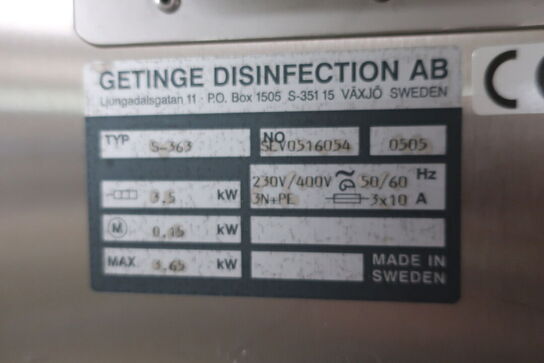 GETINGE DISINFECTION AB
Ljungadalsgatan 11 · P.O. Box 1505 S-351 15 VÄXJÖ SWEDEN
TYP S-363 NO SEV0516054 0505
3.5 kW 230V/400V 50/60 Hz
3N+PE 3x10 A
M 0.15 kW
MAX 3.65 kW MADE IN
SWEDEN